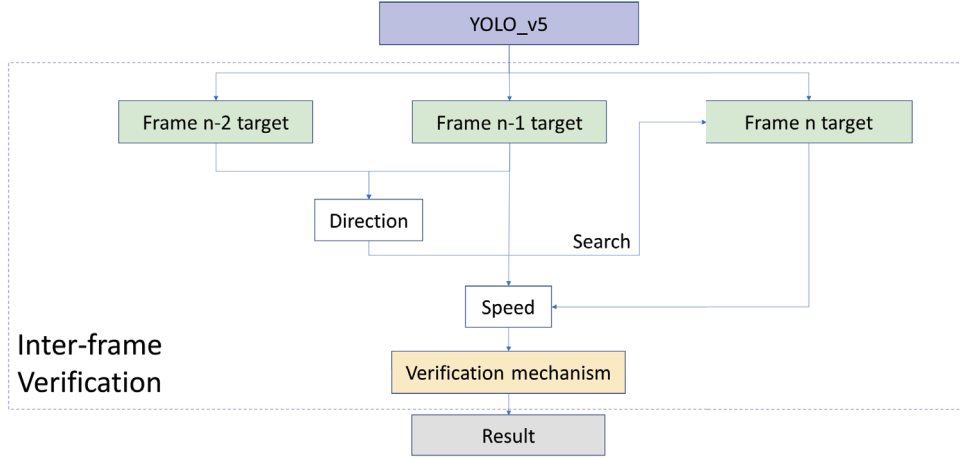 YOLO_v5
Frame n-2 target
Frame n-1 target
Frame n target
Direction
Search
Speed
Inter-frame
Verification
Verification mechanism
Result